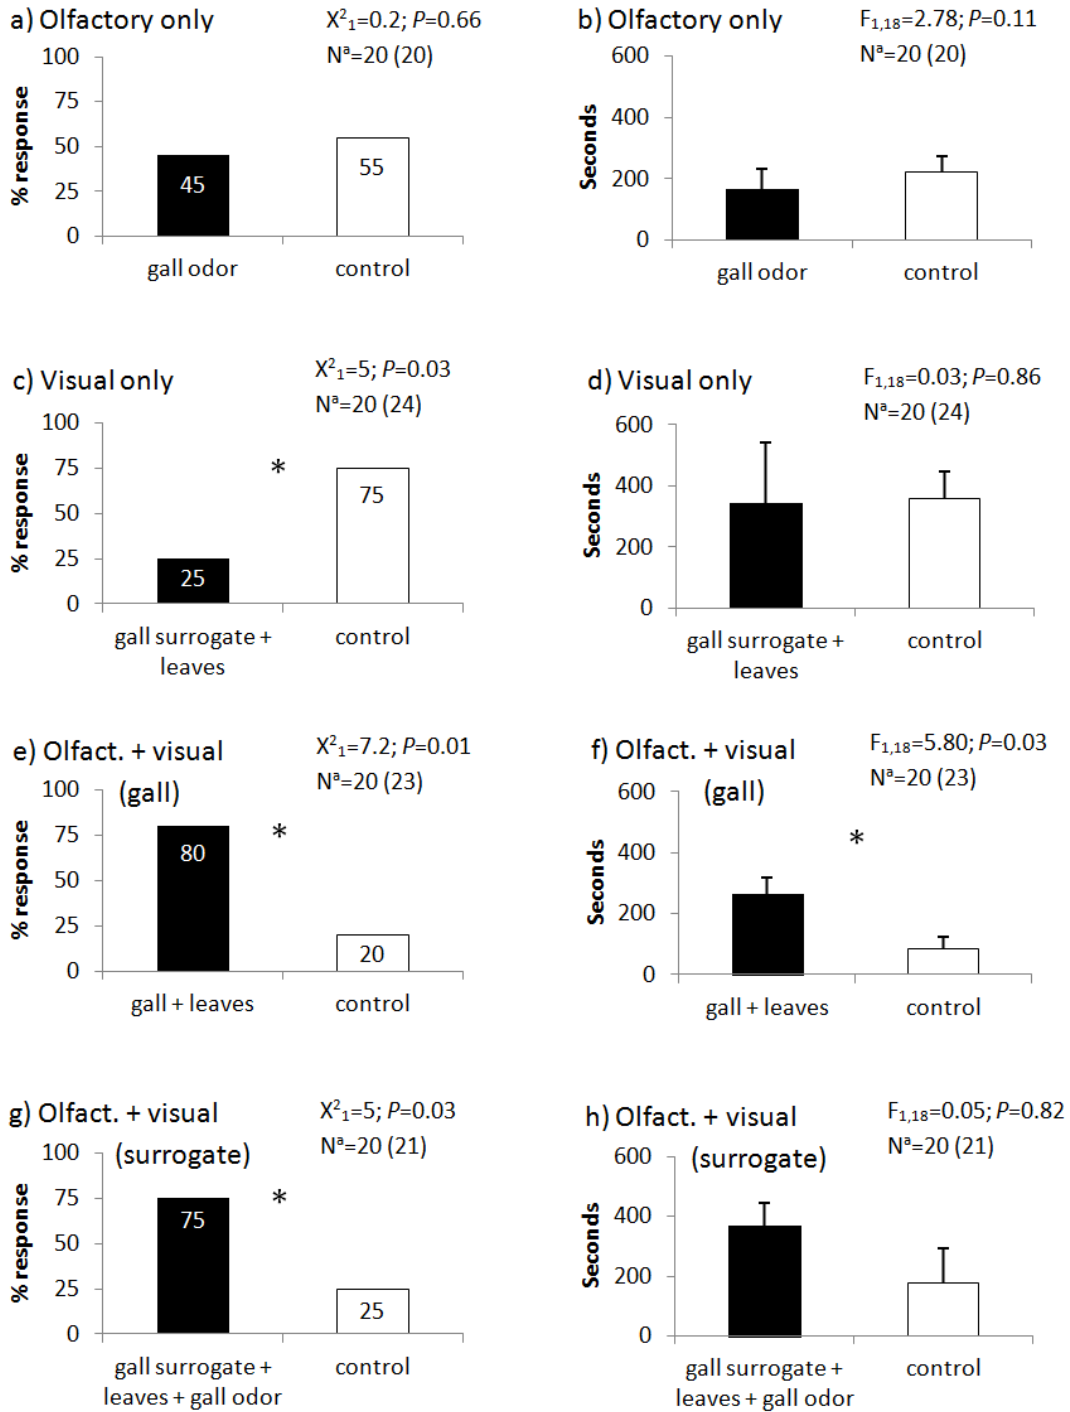 a) Olfactory only
X²₁=0.2; P=0.66
Nᵃ=20 (20)
100
75
50
25
0
% response
45
55
gall odor
control
b) Olfactory only
F₁,₁₈=2.78; P=0.11
Nᵃ=20 (20)
600
400
200
0
Seconds
gall odor
control
c) Visual only
X²₁=5; P=0.03
Nᵃ=20 (24)
100
75
50
25
0
% response
*
25
75
gall surrogate +
leaves
control
d) Visual only
F₁,₁₈=0.03; P=0.86
Nᵃ=20 (24)
600
400
200
0
Seconds
gall surrogate +
leaves
control
e) Olfact. + visual
(gall)
X²₁=7.2; P=0.01
Nᵃ=20 (23)
100
75
50
25
0
% response
*
80
20
gall + leaves
control
f) Olfact. + visual
(gall)
F₁,₁₈=5.80; P=0.03
Nᵃ=20 (23)
600
400
200
0
Seconds
*
gall + leaves
control
g) Olfact. + visual
(surrogate)
X²₁=5; P=0.03
Nᵃ=20 (21)
100
75
50
25
0
% response
*
75
25
gall surrogate +
leaves + gall odor
control
h) Olfact. + visual
(surrogate)
F₁,₁₈=0.05; P=0.82
Nᵃ=20 (21)
600
400
200
0
Seconds
gall surrogate +
leaves + gall odor
control